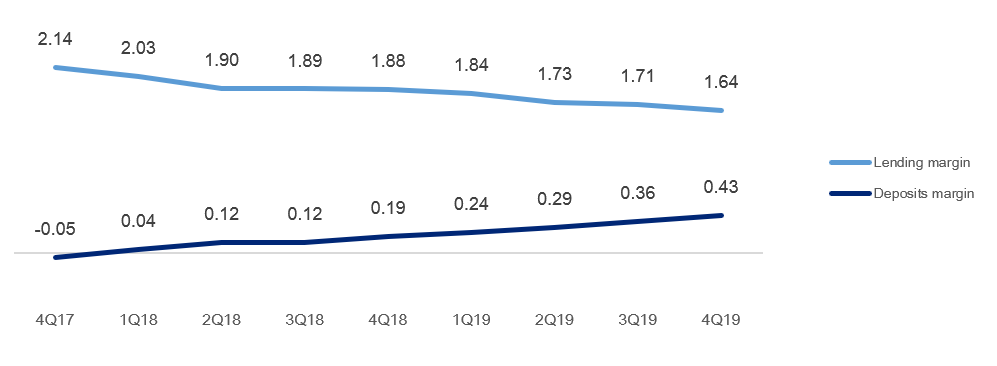 2.14 2.03 1.90 1.89 1.88 1.84 1.73 1.71 1.64
Lending margin
Deposits margin
-0.05 0.04 0.12 0.12 0.19 0.24 0.29 0.36 0.43
4Q17 1Q18 2Q18 3Q18 4Q18 1Q19 2Q19 3Q19 4Q19